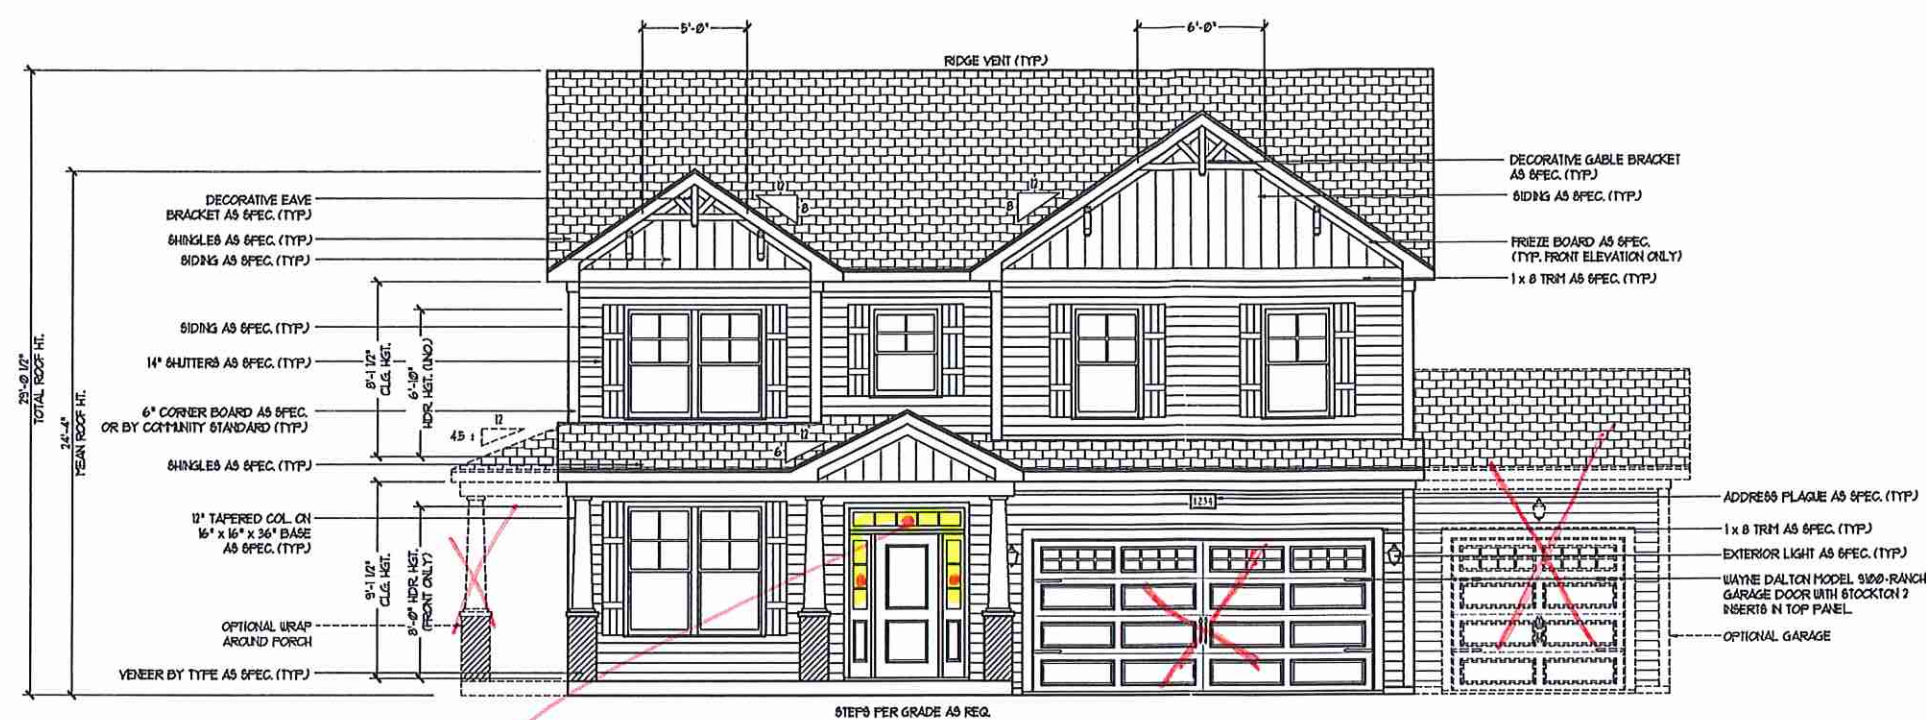 5'-0"
6'-0"
RIDGE VENT (TYP.)
DECORATIVE EAVE
BRACKET AS SPEC. (TYP.)
SHINGLES AS SPEC. (TYP.)
SIDING AS SPEC. (TYP.)
12
8
12
8
DECORATIVE GABLE BRACKET
AS SPEC. (TYP.)
SIDING AS SPEC. (TYP.)
FRIEZE BOARD AS SPEC.
(TYP. FRONT ELEVATION ONLY)
1 x 8 TRIM AS SPEC. (TYP.)
29'-0 1/2"
TOTAL ROOF HT.
24'-4"
MEAN ROOF HT.
SIDING AS SPEC. (TYP.)
14" SHUTTERS AS SPEC. (TYP.)
6" CORNER BOARD AS SPEC.
OR BY COMMUNITY STANDARD (TYP.)
8'-1 1/2"
CLG. HGT.
6'-10"
HDR. HGT. (UNO.)
12
4.5
12
6
SHINGLES AS SPEC. (TYP.)
12" TAPERED COL. ON
16" x 16" x 36" BASE
AS SPEC. (TYP.)
9'-1 1/2"
CLG. HGT.
8'-0" HDR. HGT.
(FRONT ONLY)
OPTIONAL WRAP
AROUND PORCH
VENEER BY TYPE AS SPEC. (TYP.)
1234
ADDRESS PLAQUE AS SPEC. (TYP.)
1 x 8 TRIM AS SPEC. (TYP.)
EXTERIOR LIGHT AS SPEC. (TYP.)
WAYNE DALTON MODEL 9100-RANCH
GARAGE DOOR WITH STOCKTON 2
INSERTS IN TOP PANEL.
OPTIONAL GARAGE
STEPS PER GRADE AS REQ.